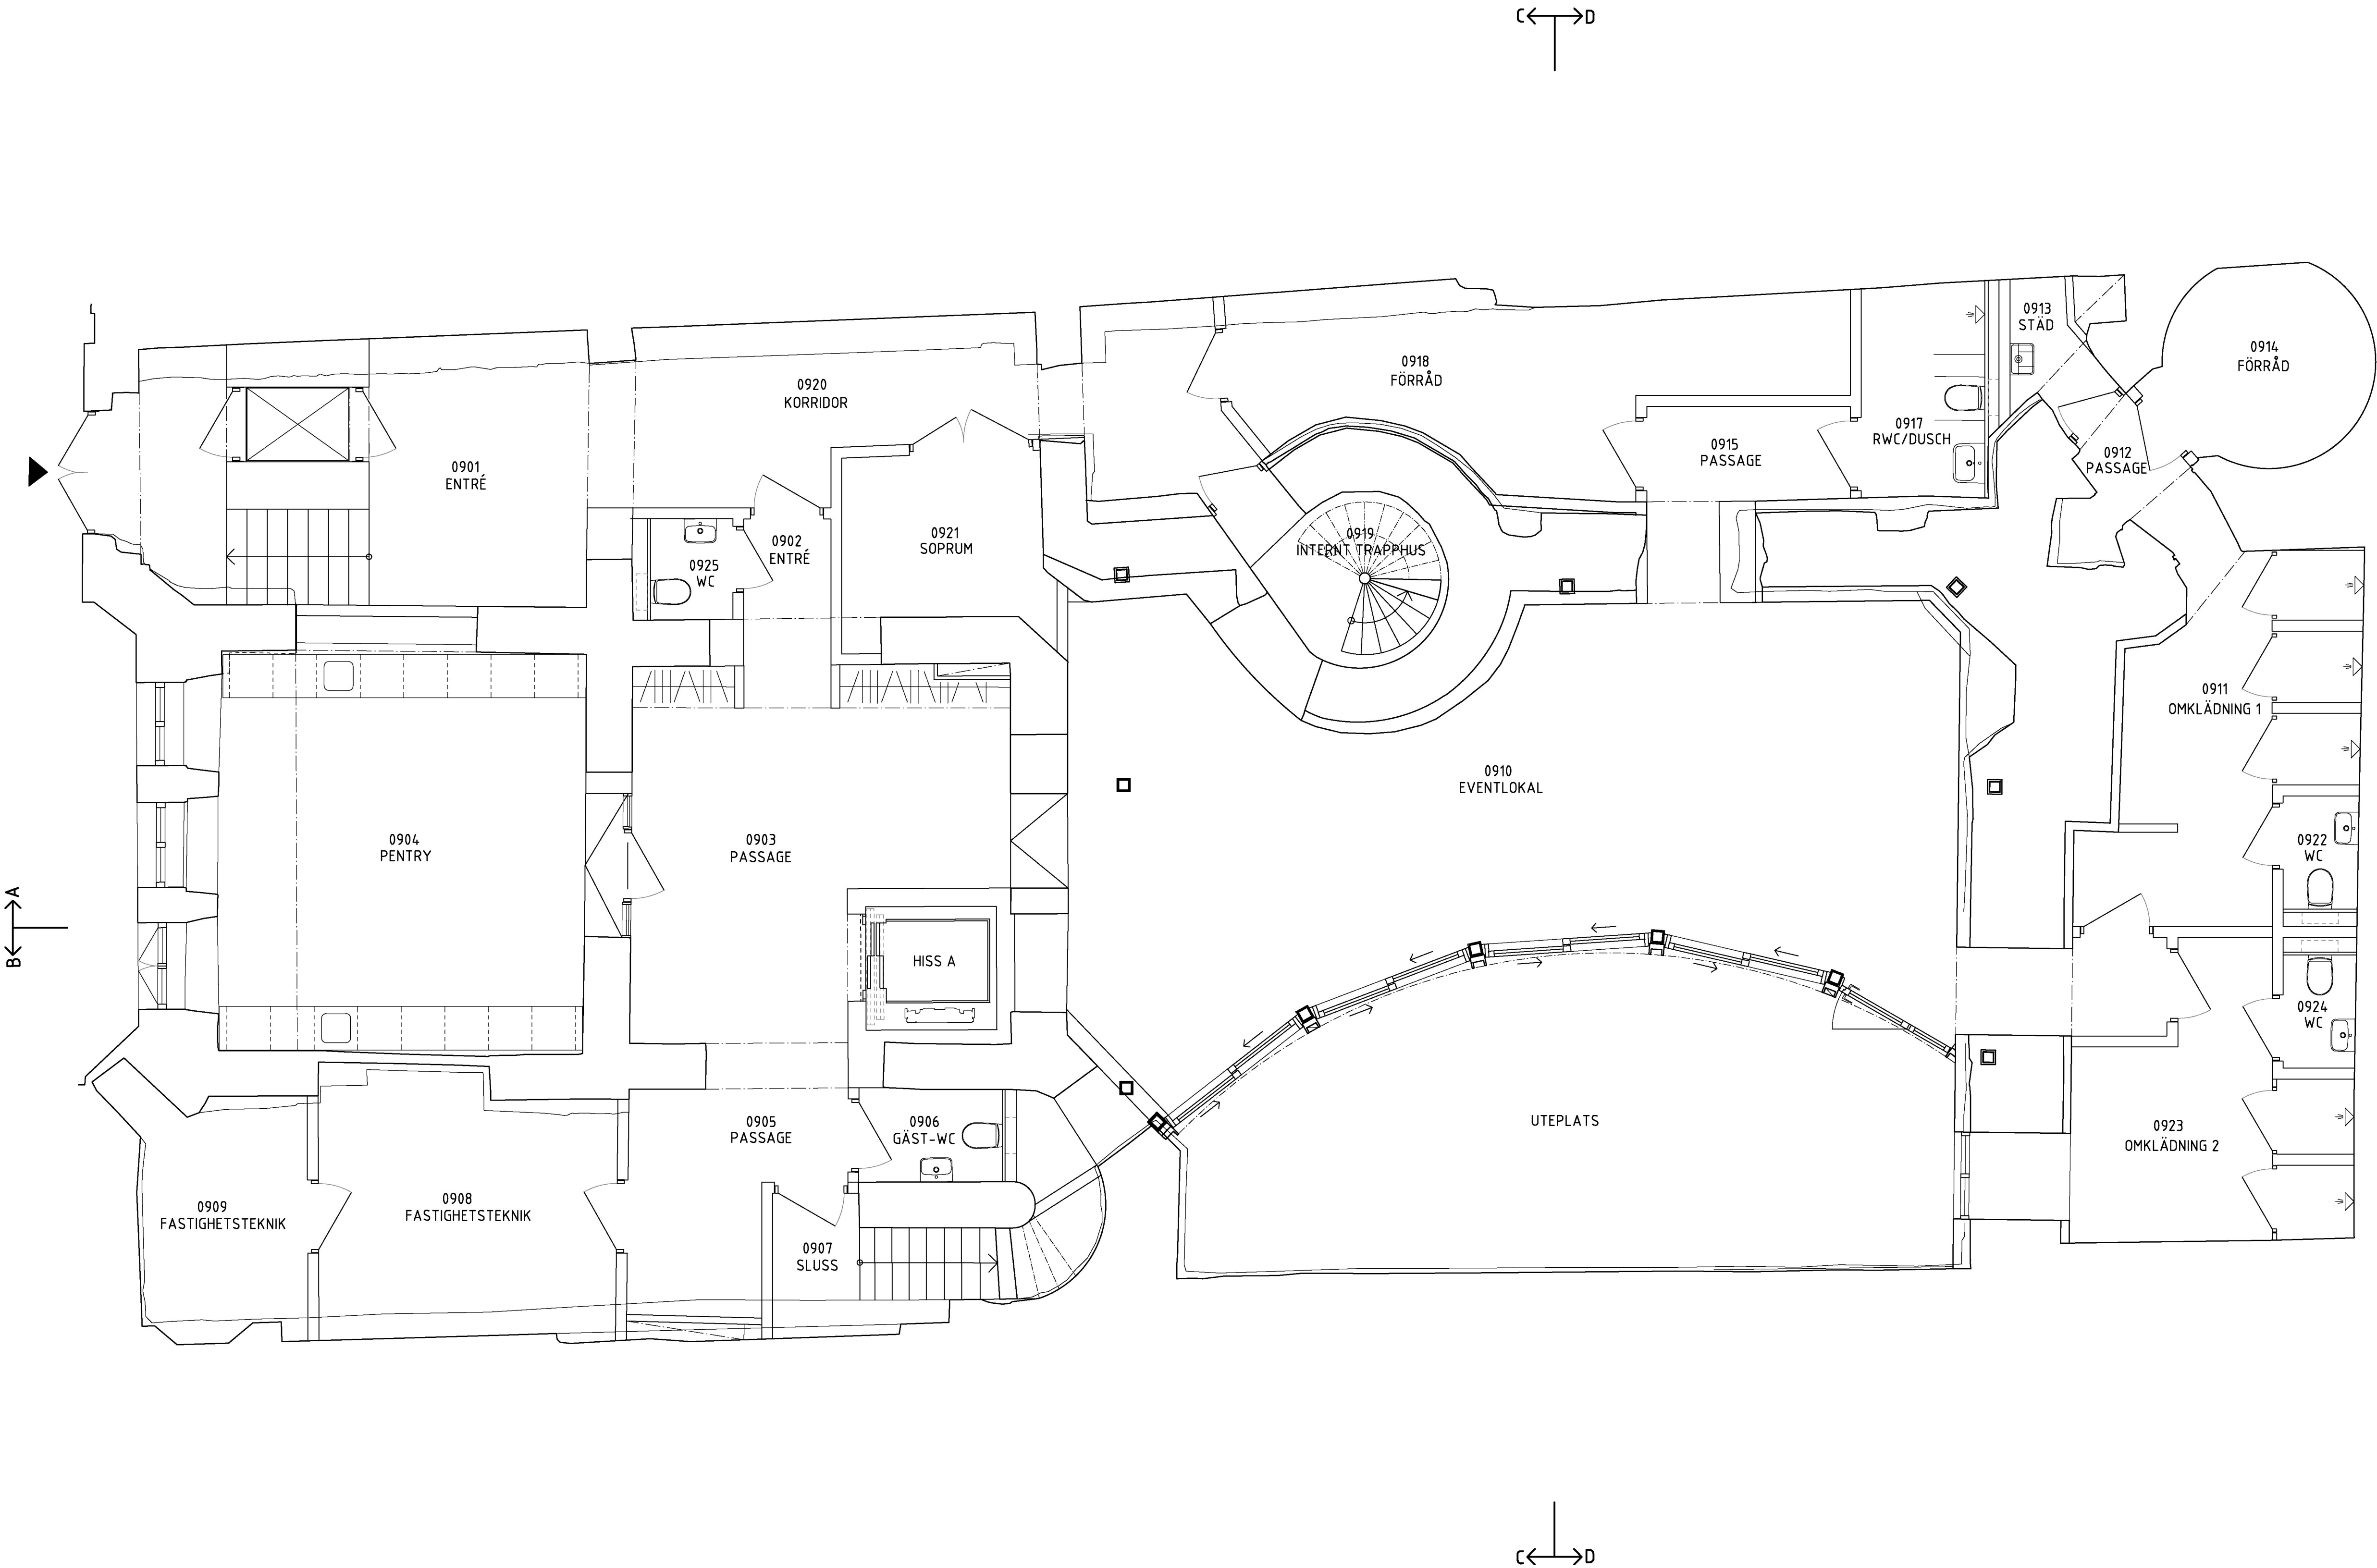 C D
0913
STÄD
0914
FÖRRÅD
0918
FÖRRÅD
0920
KORRIDOR
0917
RWC/DUSCH
0915
PASSAGE
0912
PASSAGE
0901
ENTRÉ
0921
SOPRUM
0902
ENTRÉ
0919
INTERNT TRAPPHUS
0925
WC
0911
OMKLÄDNING 1
0910
EVENTLOKAL
0904
PENTRY
0903
PASSAGE
0922
WC
A
B
HISS A
0924
WC
0905
PASSAGE
0906
GÄST-WC
UTEPLATS
0923
OMKLÄDNING 2
0909
FASTIGHETSTEKNIK
0908
FASTIGHETSTEKNIK
0907
SLUSS
C D